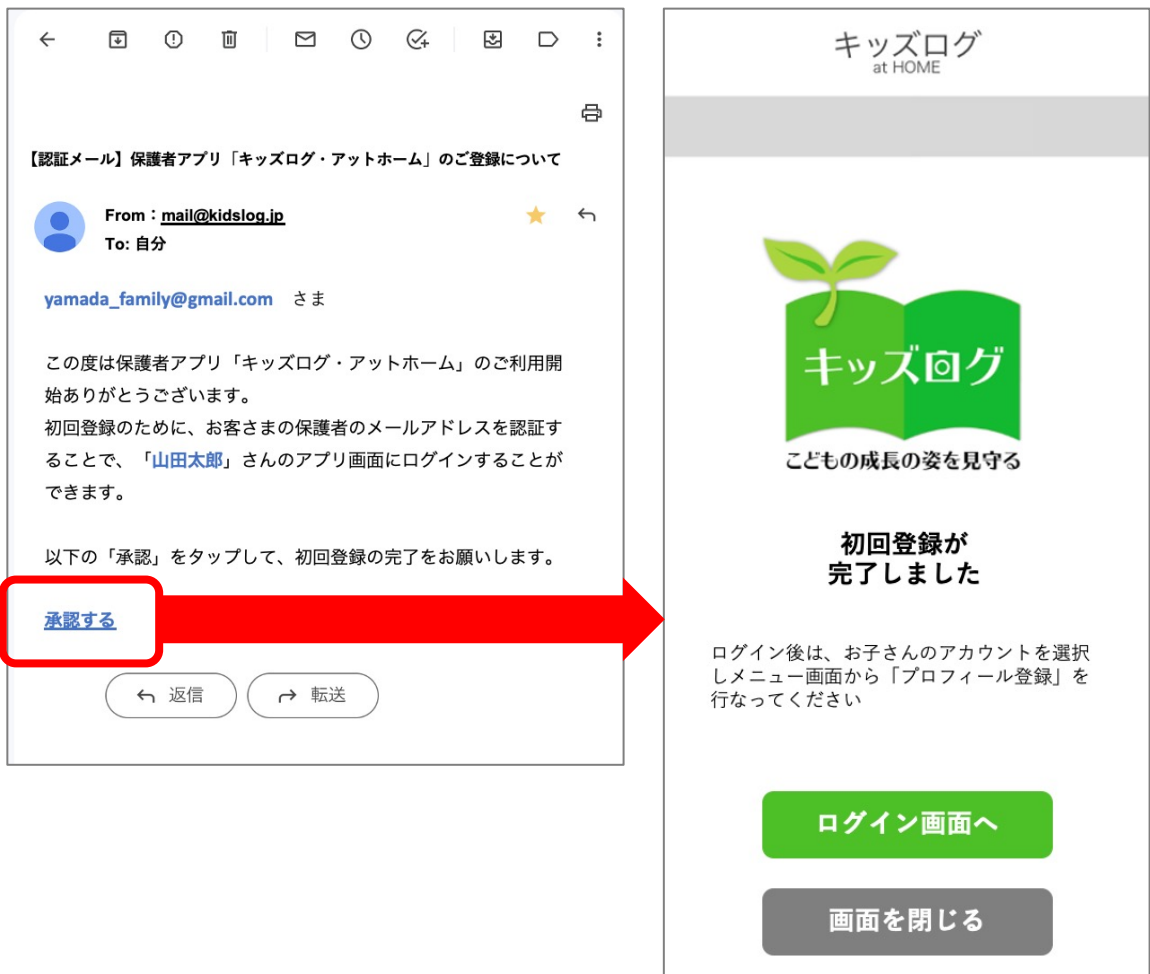 【認証メール】保護者アプリ「キッズログ・アットホーム」のご登録について
From：mail@kidslog.jp
To: 自分
yamada_family@gmail.com さま
この度は保護者アプリ「キッズログ・アットホーム」のご利用開
始ありがとうございます。
初回登録のために、お客さまの保護者のメールアドレスを認証す
ることで、「山田太郎」さんのアプリ画面にログインすることが
できます。
以下の「承認」をタップして、初回登録の完了をお願いします。
承認する
返信
転送
キッズログ
at HOME
キッズログ
こどもの成長の姿を見守る
初回登録が
完了しました
ログイン後は、お子さんのアカウントを選択
しメニュー画面から「プロフィール登録」を
行なってください
ログイン画面へ
画面を閉じる